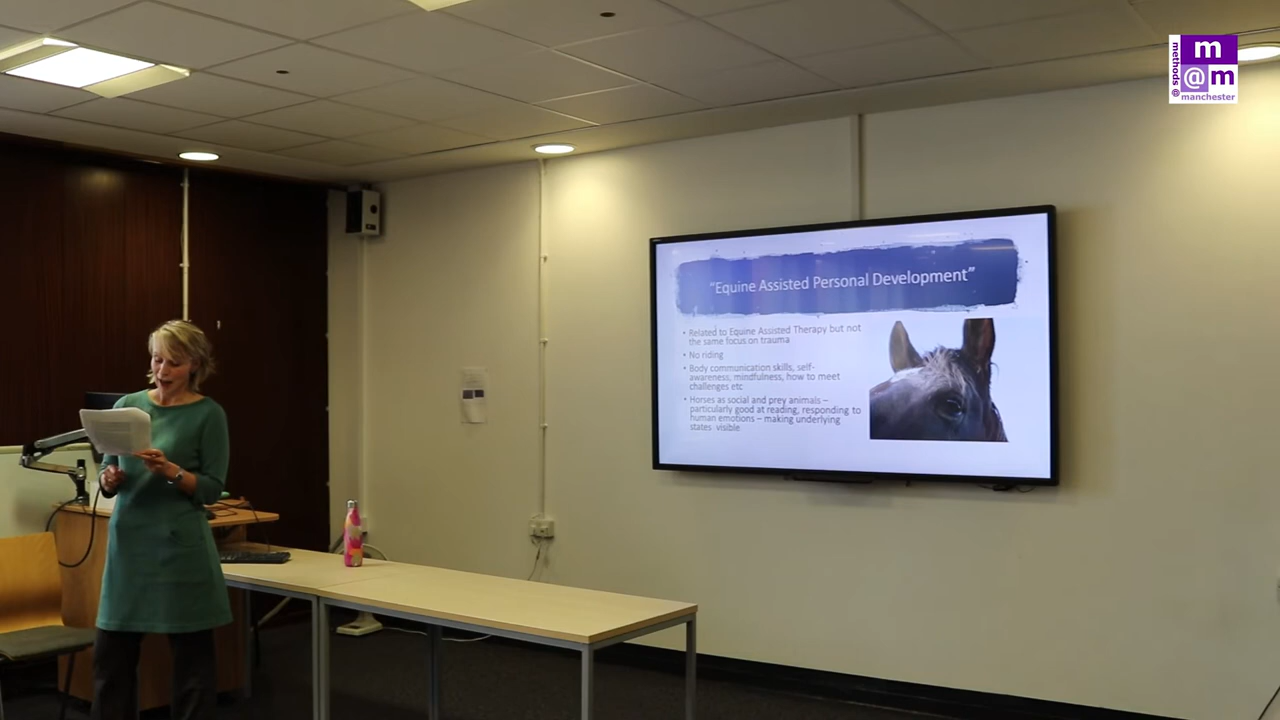 m
@m
methods@
manchester
"Equine Assisted Personal Development"
• Related to Equine Assisted Therapy but not
the same focus on trauma
• No riding
• Body communication skills, self-
awareness, mindfulness, how to meet
challenges etc
• Horses as social and prey animals –
particularly good at reading, responding to
human emotions – making underlying
states visible